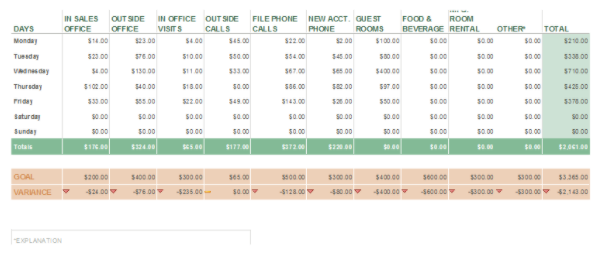 IN SALES OUTSIDE IN OFFICE OUTSIDE FILE PHONE NEW ACCT. GUEST FOOD & ROOM
DAYS OFFICE OFFICE VISITS CALLS CALLS PHONE ROOMS BEVERAGE RENTAL OTHER* TOTAL
Monday $14.00 $23.00 $4.00 $45.00 $22.00 $2.00 $100.00 $0.00 $0.00 $0.00 $210.00
Tuesday $23.00 $76.00 $10.00 $50.00 $54.00 $45.00 $80.00 $0.00 $0.00 $0.00 $338.00
Wednesday $4.00 $130.00 $11.00 $33.00 $67.00 $65.00 $400.00 $0.00 $0.00 $0.00 $710.00
Thursday $102.00 $40.00 $18.00 $0.00 $86.00 $82.00 $97.00 $0.00 $0.00 $0.00 $425.00
Friday $33.00 $55.00 $22.00 $49.00 $143.00 $26.00 $50.00 $0.00 $0.00 $0.00 $378.00
Saturday $0.00 $0.00 $0.00 $0.00 $0.00 $0.00 $0.00 $0.00 $0.00 $0.00 $0.00
Sunday $0.00 $0.00 $0.00 $0.00 $0.00 $0.00 $0.00 $0.00 $0.00 $0.00 $0.00
Totals $176.00 $324.00 $65.00 $177.00 $372.00 $220.00 $0.00 $0.00 $0.00 $0.00 $2,061.00
GOAL $200.00 $400.00 $300.00 $65.00 $500.00 $300.00 $400.00 $600.00 $300.00 $300.00 $3,365.00
VARIANCE -$24.00 -$76.00 -$235.00 $0.00 -$128.00 -$80.00 -$400.00 -$600.00 -$300.00 -$300.00 -$2,143.00
*EXPLANATION